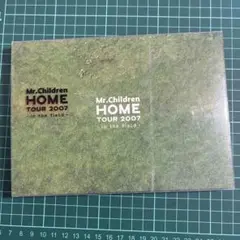 Mr.Children
HOME
TOUR 2007
-in the field-
Mr.Children
HOME
TOUR 2007
-in the field-